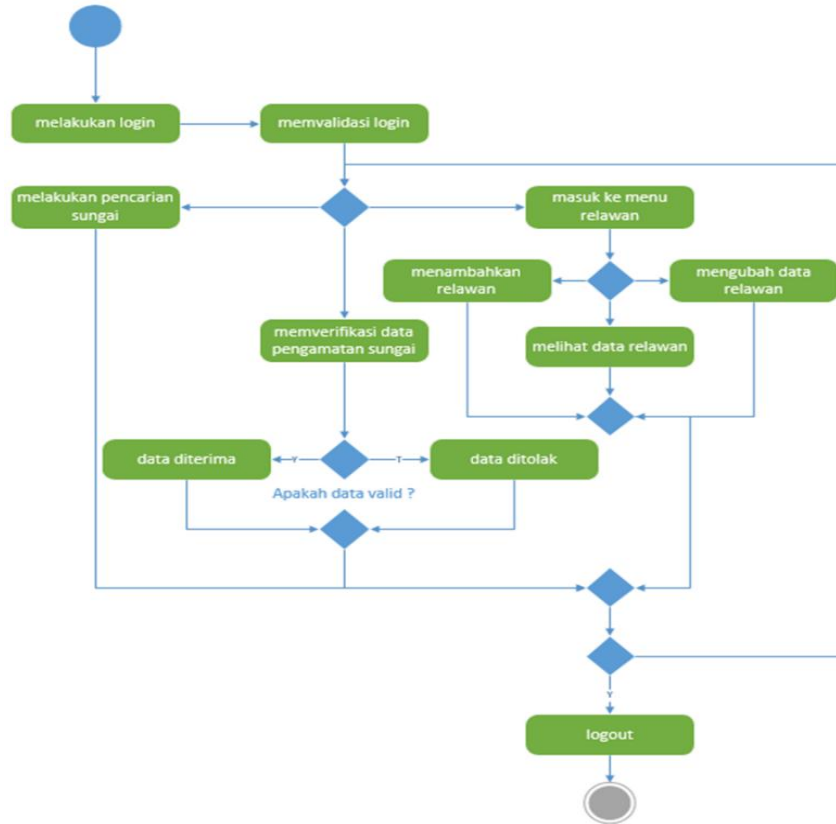 melakukan login
memvalidasi login
melakukan pencarian
sungai
masuk ke menu
relawan
menambahkan
relawan
mengubah data
relawan
memverifikasi data
pengamatan sungai
melihat data relawan
data diterima
Y
T
data ditolak
Apakah data valid ?
Y
logout